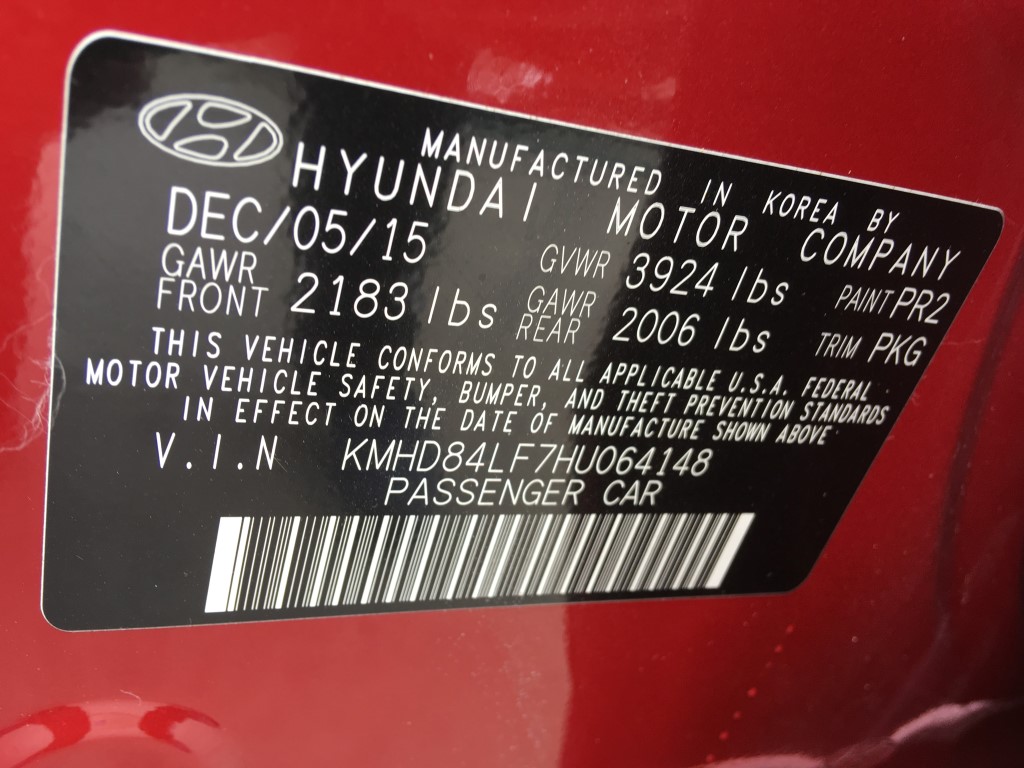 MANUFACTURED IN KOREA BY
HYUNDAI MOTOR COMPANY
DEC/05/15
GVWR 3924 lbs PAINT PR2
GAWR FRONT 2183 lbs GAWR REAR 2006 lbs TRIM PKG
THIS VEHICLE CONFORMS TO ALL APPLICABLE U.S.A. FEDERAL
MOTOR VEHICLE SAFETY, BUMPER, AND THEFT PREVENTION STANDARDS
IN EFFECT ON THE DATE OF MANUFACTURE SHOWN ABOVE
V.I.N KMHD84LF7HU064148
PASSENGER CAR